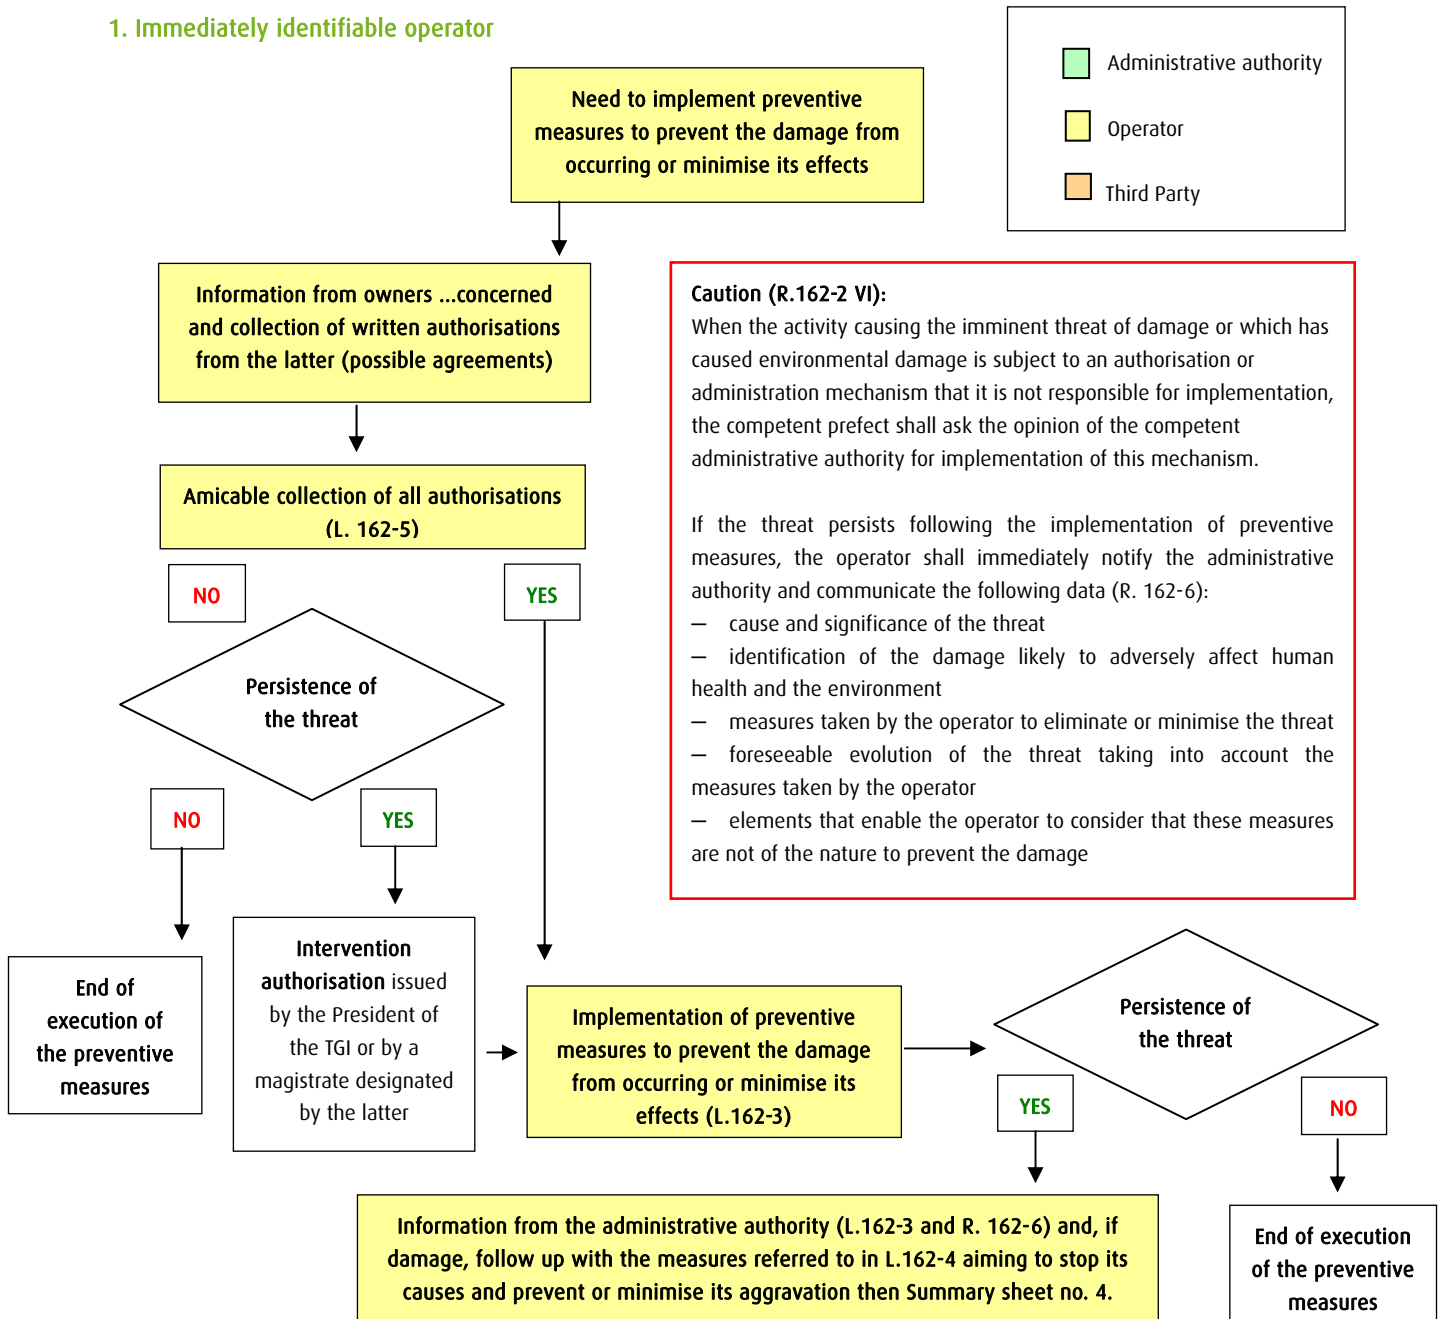 1. Immediately identifiable operator
Administrative authority
Operator
Third Party
Need to implement preventive
measures to prevent the damage from
occurring or minimise its effects
Information from owners ...concerned
and collection of written authorisations
from the latter (possible agreements)
Amicable collection of all authorisations
(L. 162-5)
NO
YES
Persistence of
the threat
NO
YES
Caution (R.162-2 VI):
When the activity causing the imminent threat of damage or which has
caused environmental damage is subject to an authorisation or
administration mechanism that it is not responsible for implementation,
the competent prefect shall ask the opinion of the competent
administrative authority for implementation of this mechanism.
If the threat persists following the implementation of preventive
measures, the operator shall immediately notify the administrative
authority and communicate the following data (R. 162-6):
— cause and significance of the threat
— identification of the damage likely to adversely affect human
health and the environment
— measures taken by the operator to eliminate or minimise the threat
— foreseeable evolution of the threat taking into account the
measures taken by the operator
— elements that enable the operator to consider that these measures
are not of the nature to prevent the damage
End of
execution of
the preventive
measures
Intervention
authorisation issued
by the President of
the TGI or by a
magistrate designated
by the latter
Implementation of preventive
measures to prevent the damage
from occurring or minimise its
effects (L.162-3)
Persistence of
the threat
YES
NO
Information from the administrative authority (L.162-3 and R. 162-6) and, if
damage, follow up with the measures referred to in L.162-4 aiming to stop its
causes and prevent or minimise its aggravation then Summary sheet no. 4.
End of execution
of the preventive
measures